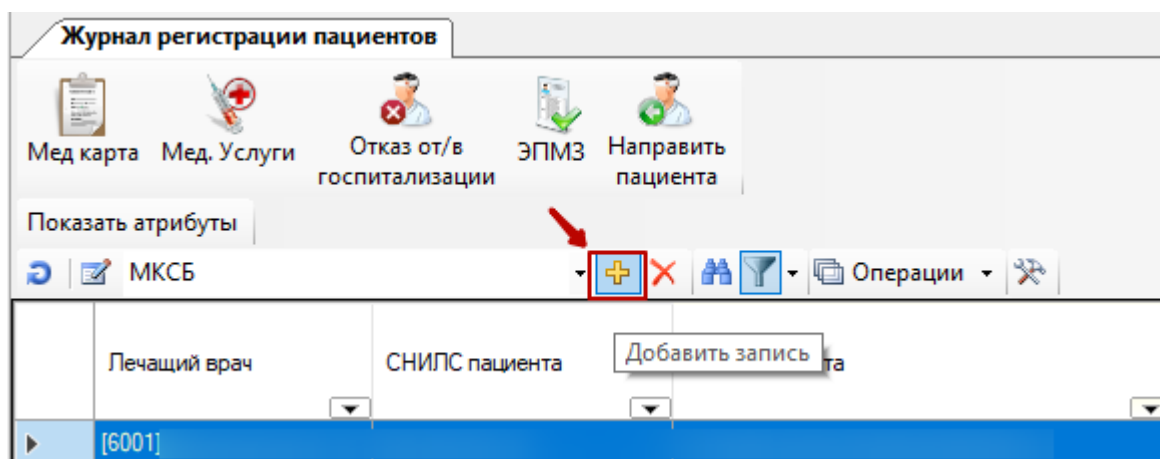 Журнал регистрации пациентов
Мед карта
Мед. Услуги
Отказ от/в
госпитализации
ЭПМЗ
Направить
пациента
Показать атрибуты
МКСБ
Операции
Лечащий врач
СНИЛС пациента
Добавить запись
та
[6001]